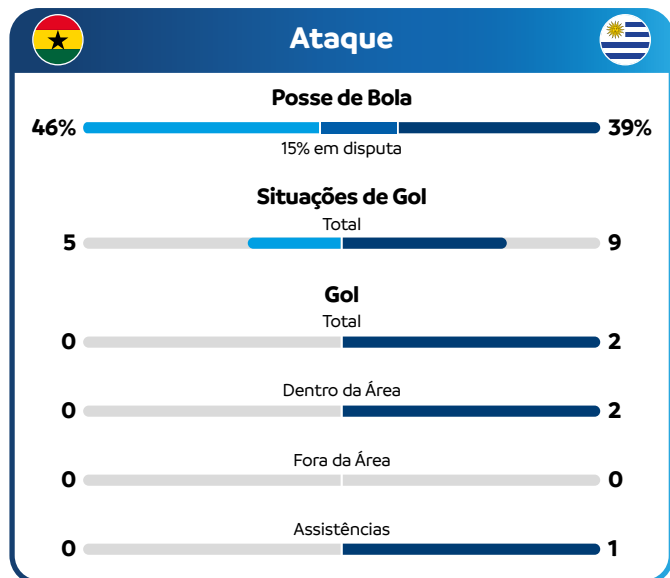 Ataque
Posse de Bola
46% 39%
15% em disputa
Situações de Gol
Total
5 9
Gol
Total
0 2
Dentro da Área
0 2
Fora da Área
0 0
Assistências
0 1